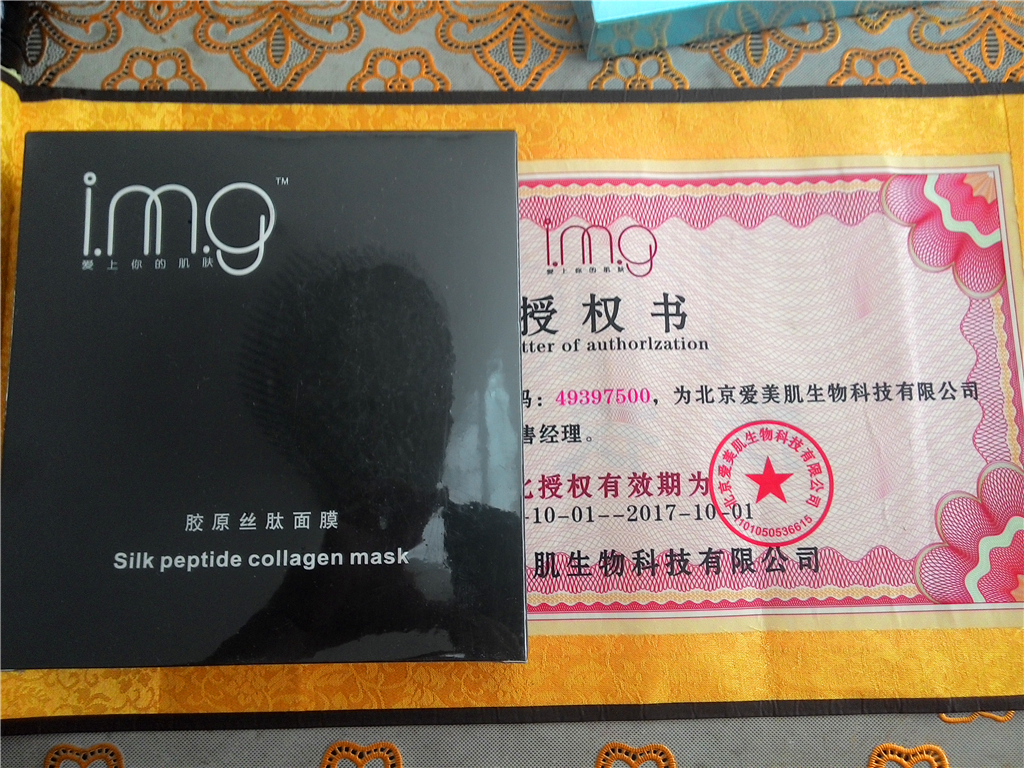 i.m.g™
爱上你的肌肤
胶原丝肽面膜
Silk peptide collagen mask
i.m.g
爱上你的肌肤
授权书
tter of authorlzation
码：49397500，为北京爱美肌生物科技有限公司
售经理。
比授权有效期为
-10-01--2017-10-01
肌生物科技有限公司
北京爱美肌生物科技有限公司
1101050536615